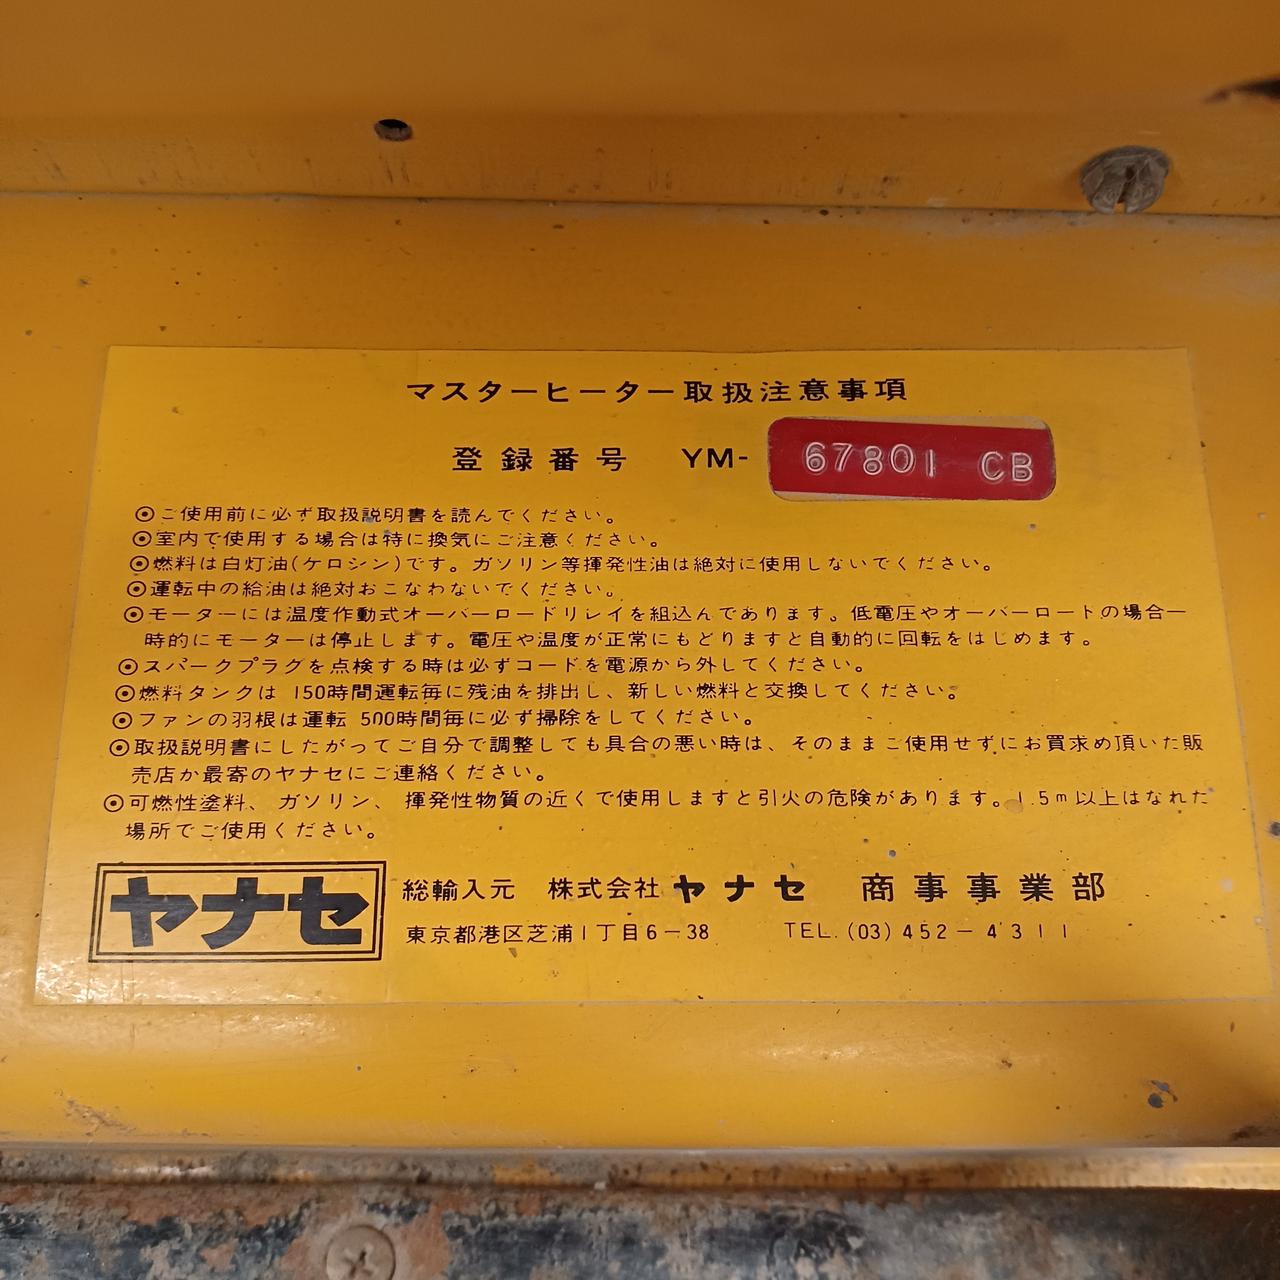 マスターヒーター取扱注意事項
登録番号 YM- 67801 CB
◉ご使用前に必ず取扱説明書を読んでください。
◉室内で使用する場合は特に換気にご注意ください。
◉燃料は白灯油(ケロシン)です。ガソリン等揮発性油は絶対に使用しないでください。
◉運転中の給油は絶対おこなわないでください。
◉モーターには温度作動式オーバーロードリレイを組込んであります。低電圧やオーバーロードの場合一
時的にモーターは停止します。電圧や温度が正常にもどりますと自動的に回転をはじめます。
◉スパークプラグを点検する時は必ずコードを電源から外してください。
◉燃料タンクは 150時間運転毎に残油を排出し、新しい燃料と交換してください。
◉ファンの羽根は運転 500時間毎に必ず掃除をしてください。
◉取扱説明書にしたがってご自分で調整しても具合の悪い時は、そのままご使用せずにお買求め頂いた販
売店か最寄のヤナセにご連絡ください。
◉可燃性塗料、ガソリン、揮発性物質の近くで使用しますと引火の危険があります。1.5m以上はなれた
場所でご使用ください。
ヤナセ 総輸入元 株式会社ヤナセ 商事事業部
東京都港区芝浦1丁目6-38 TEL.(03)452-4311